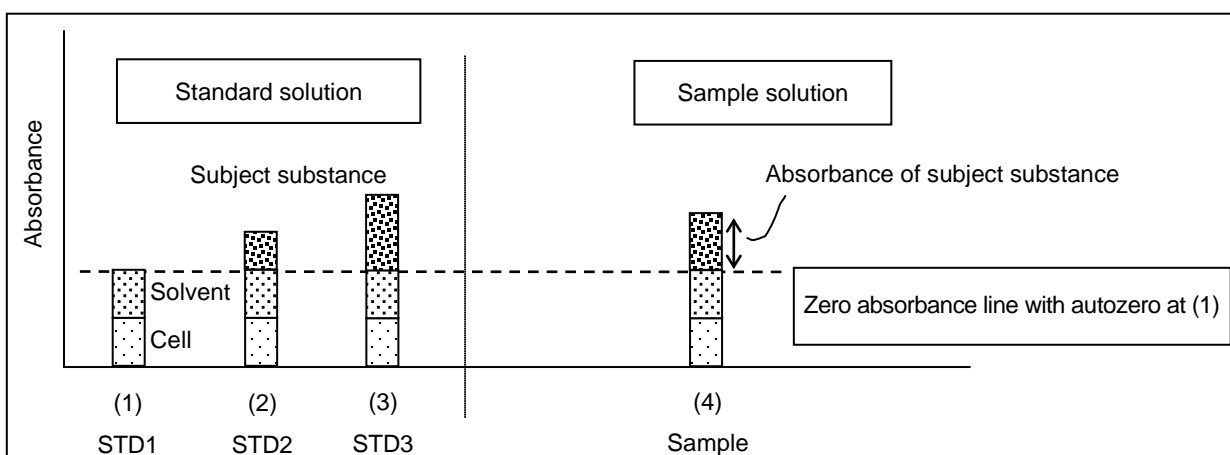 Absorbance
Standard solution
Sample solution
Subject substance
Absorbance of subject substance
Solvent
Cell
Zero absorbance line with autozero at (1)
(1)
(2)
(3)
(4)
STD1
STD2
STD3
Sample